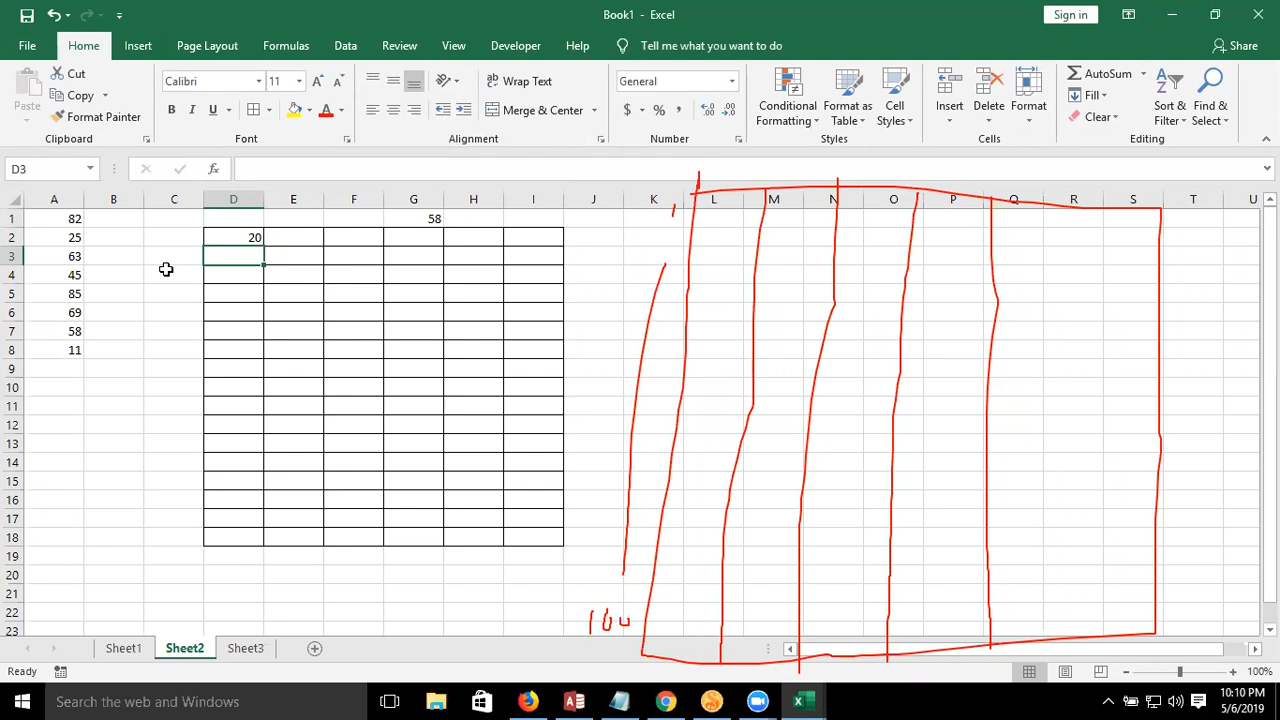 Book1 - Excel
Sign in
File Home Insert Page Layout Formulas Data Review View Developer Help Tell me what you want to do Share
Paste
Cut
Copy
Format Painter
Calibri 11
B I U
Wrap Text
Merge & Center
General
$ % ,
Conditional Formatting
Format as Table
Cell Styles
Insert
Delete
Format
AutoSum
Fill
Clear
Sort & Filter
Find & Select
Clipboard Font Alignment Number Styles Cells Editing
D3 fx
A B C D E F G H I J K L M N O P Q R S T U
1 82 58 1
2 25 20
3 63
4 45
5 85
6 69
7 58
8 11
9
10
11
12
13
14
15
16
17
18
19
20
21
22
23
Sheet1 Sheet2 Sheet3
Ready 100%
Search the web and Windows
10:10 PM
5/6/2019